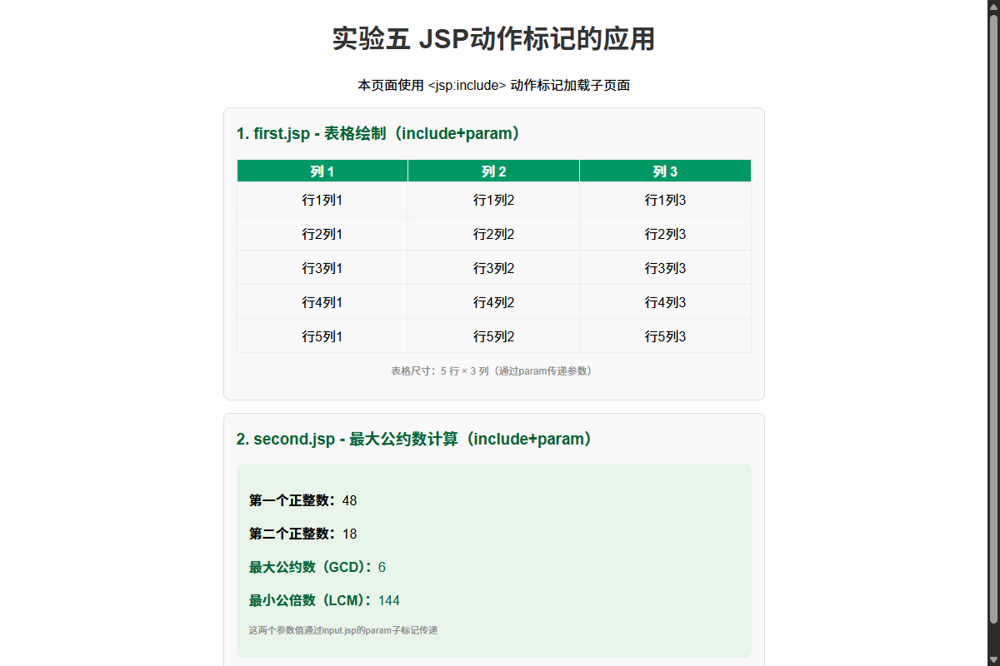 实验五 JSP动作标记的应用
本页面使用 <jsp:include> 动作标记加载子页面
1. first.jsp - 表格绘制（include+param）
列 1 列 2 列 3
行1列1 行1列2 行1列3
行2列1 行2列2 行2列3
行3列1 行3列2 行3列3
行4列1 行4列2 行4列3
行5列1 行5列2 行5列3
表格尺寸：5 行 × 3 列（通过param传递参数）
2. second.jsp - 最大公约数计算（include+param）
第一个正整数：48
第二个正整数：18
最大公约数（GCD）：6
最小公倍数（LCM）：144
这两个参数值通过input.jsp的param子标记传递